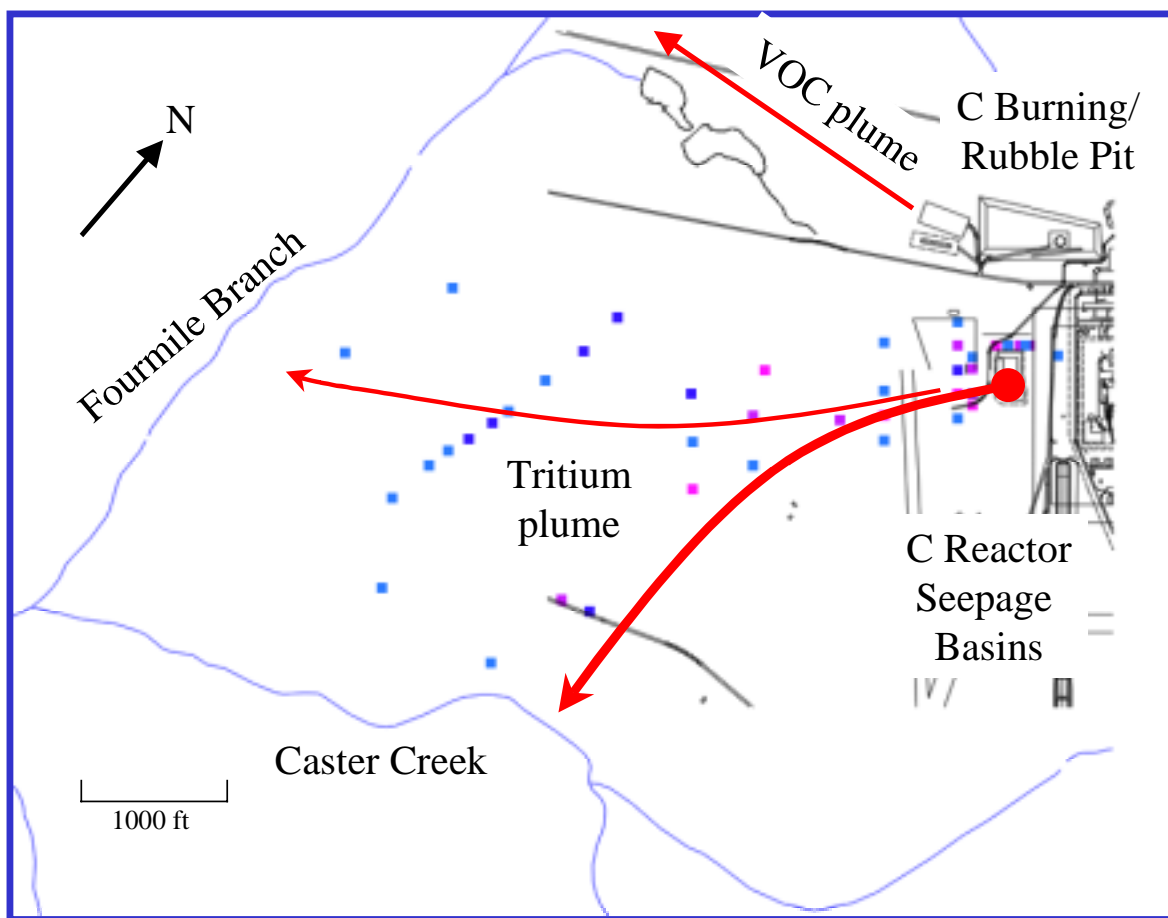 VOC plume
C Burning/
Rubble Pit
N
Fourmile Branch
Tritium
plume
C Reactor
Seepage
Basins
Caster Creek
1000 ft